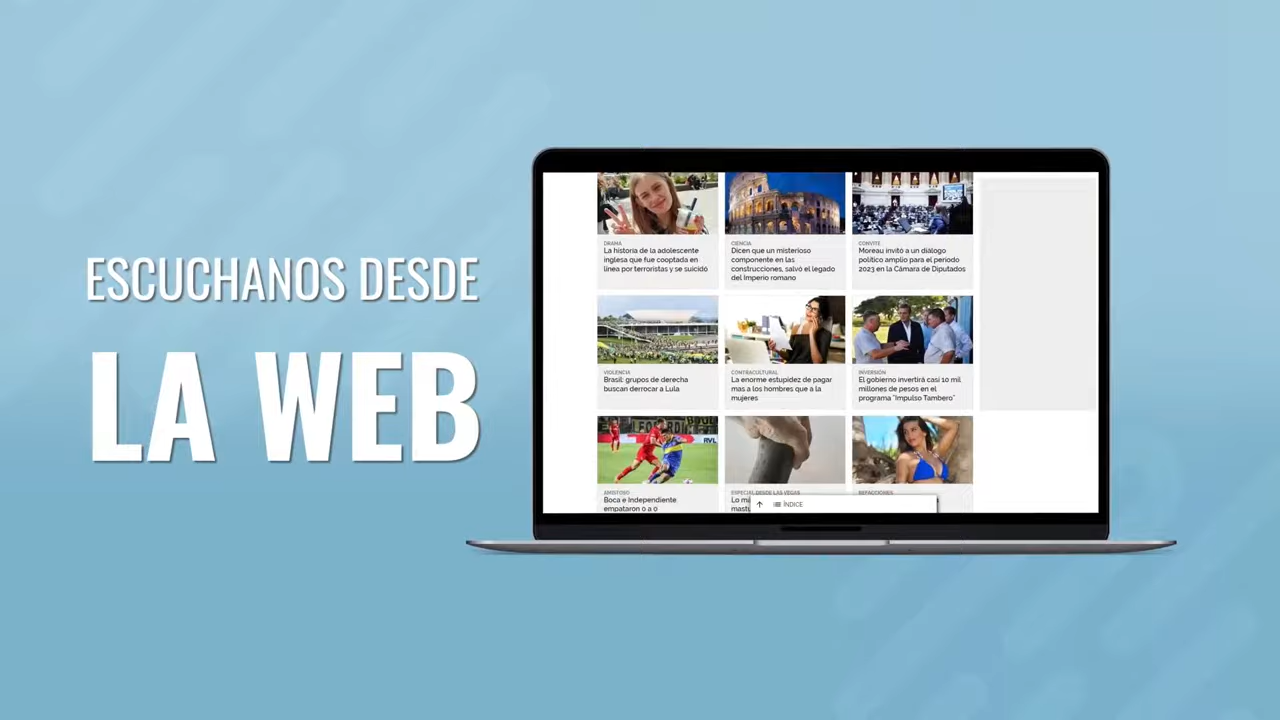 ESCUCHANOS DESDE
LA WEB
DRAMA
La historia de la adolescente
inglesa que fue cooptada en
línea por terroristas y se suicidó
CIENCIA
Dicen que un misterioso
componente en las
construcciones, salvó el legado
del Imperio romano
CONVITE
Moreau invitó a un diálogo
político amplio para el período
2023 en la Cámara de Diputados
VIOLENCIA
Brasil: grupos de derecha
buscan derrocar a Lula
CONTRACULTURAL
La enorme estupidez de pagar
mas a los hombres que a la
mujeres
INVERSIÓN
El gobierno invertirá casi 10 mil
millones de pesos en el
programa "Impulso Tambero"
AMISTOSO
Boca e Independiente
empataron 0 a 0
ESPECIAL DESDE LAS VEGAS
Lo
REFACCIONES
ÍNDICE